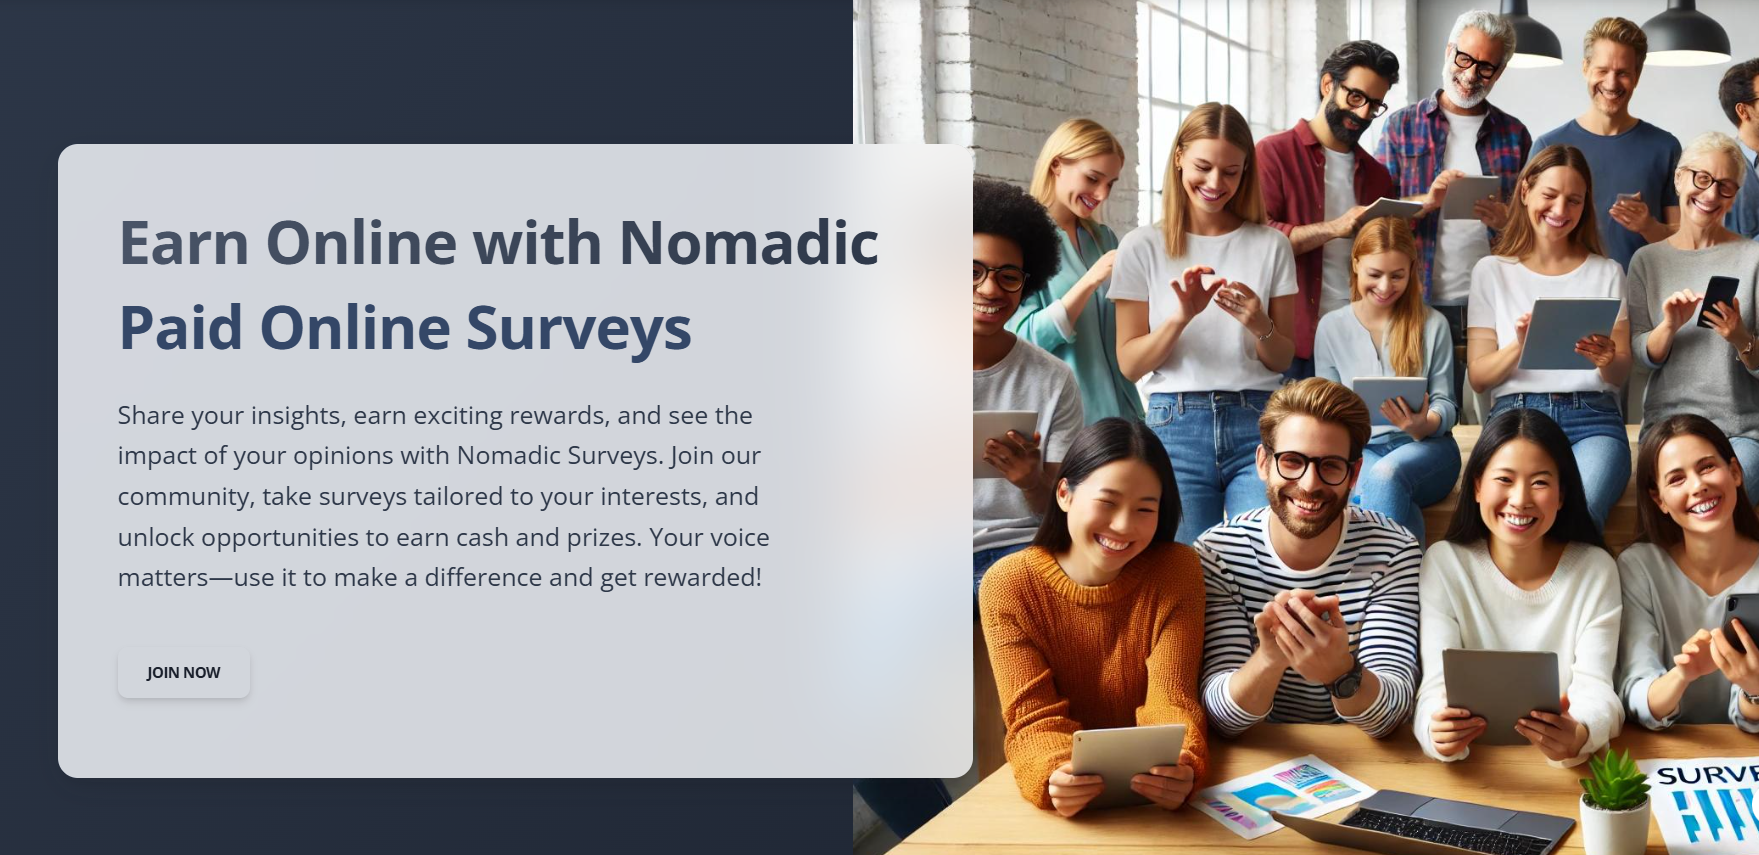 Earn Online with Nomadic
Paid Online Surveys
Share your insights, earn exciting rewards, and see the
impact of your opinions with Nomadic Surveys. Join our
community, take surveys tailored to your interests, and
unlock opportunities to earn cash and prizes. Your voice
matters—use it to make a difference and get rewarded!
JOIN NOW
SURVE